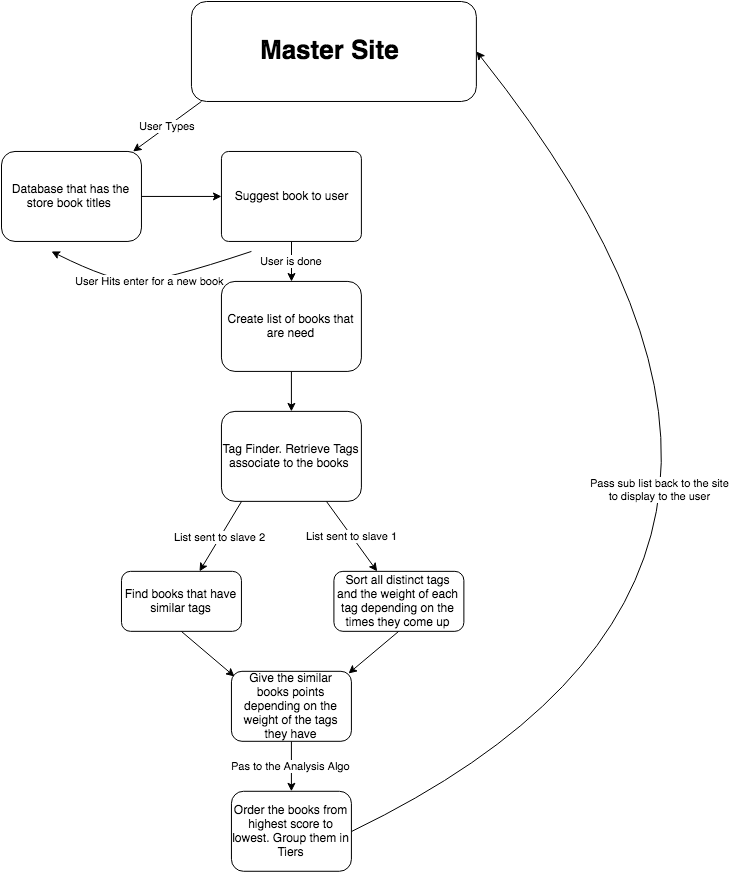 Master Site
User Types
Database that has the
store book titles
Suggest book to user
User Hits enter for a new book
User is done
Create list of books that
are need
Tag Finder. Retrieve Tags
associate to the books
Pass sub list back to the site
to display to the user
List sent to slave 2
List sent to slave 1
Find books that have
similar tags
Sort all distinct tags
and the weight of each
tag depending on the
times they come up
Give the similar
books points
depending on the
weight of the tags
they have
Pas to the Analysis Algo
Order the books from
highest score to
lowest. Group them in
Tiers